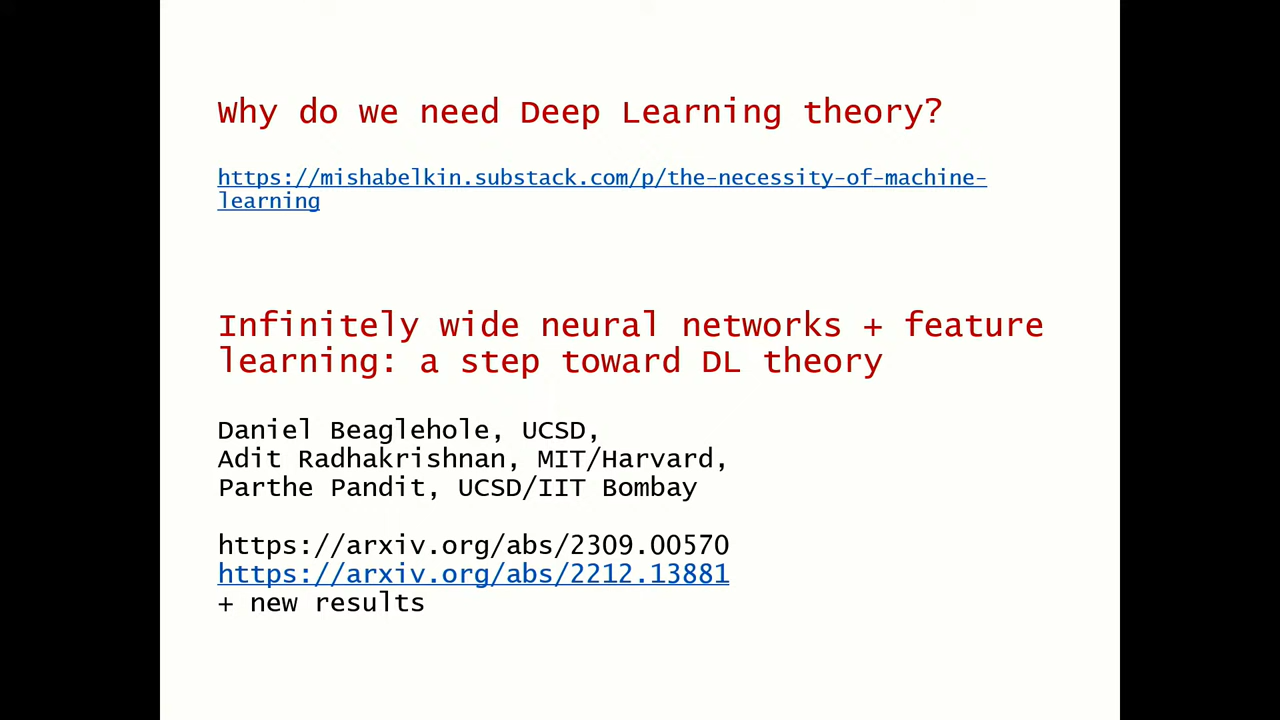 Why do we need Deep Learning theory?
https://mishabelkin.substack.com/p/the-necessity-of-machine-
learning
Infinitely wide neural networks + feature
learning: a step toward DL theory
Daniel Beaglehole, UCSD,
Adit Radhakrishnan, MIT/Harvard,
Parthe Pandit, UCSD/IIT Bombay
https://arxiv.org/abs/2309.00570
https://arxiv.org/abs/2212.13881
+ new results